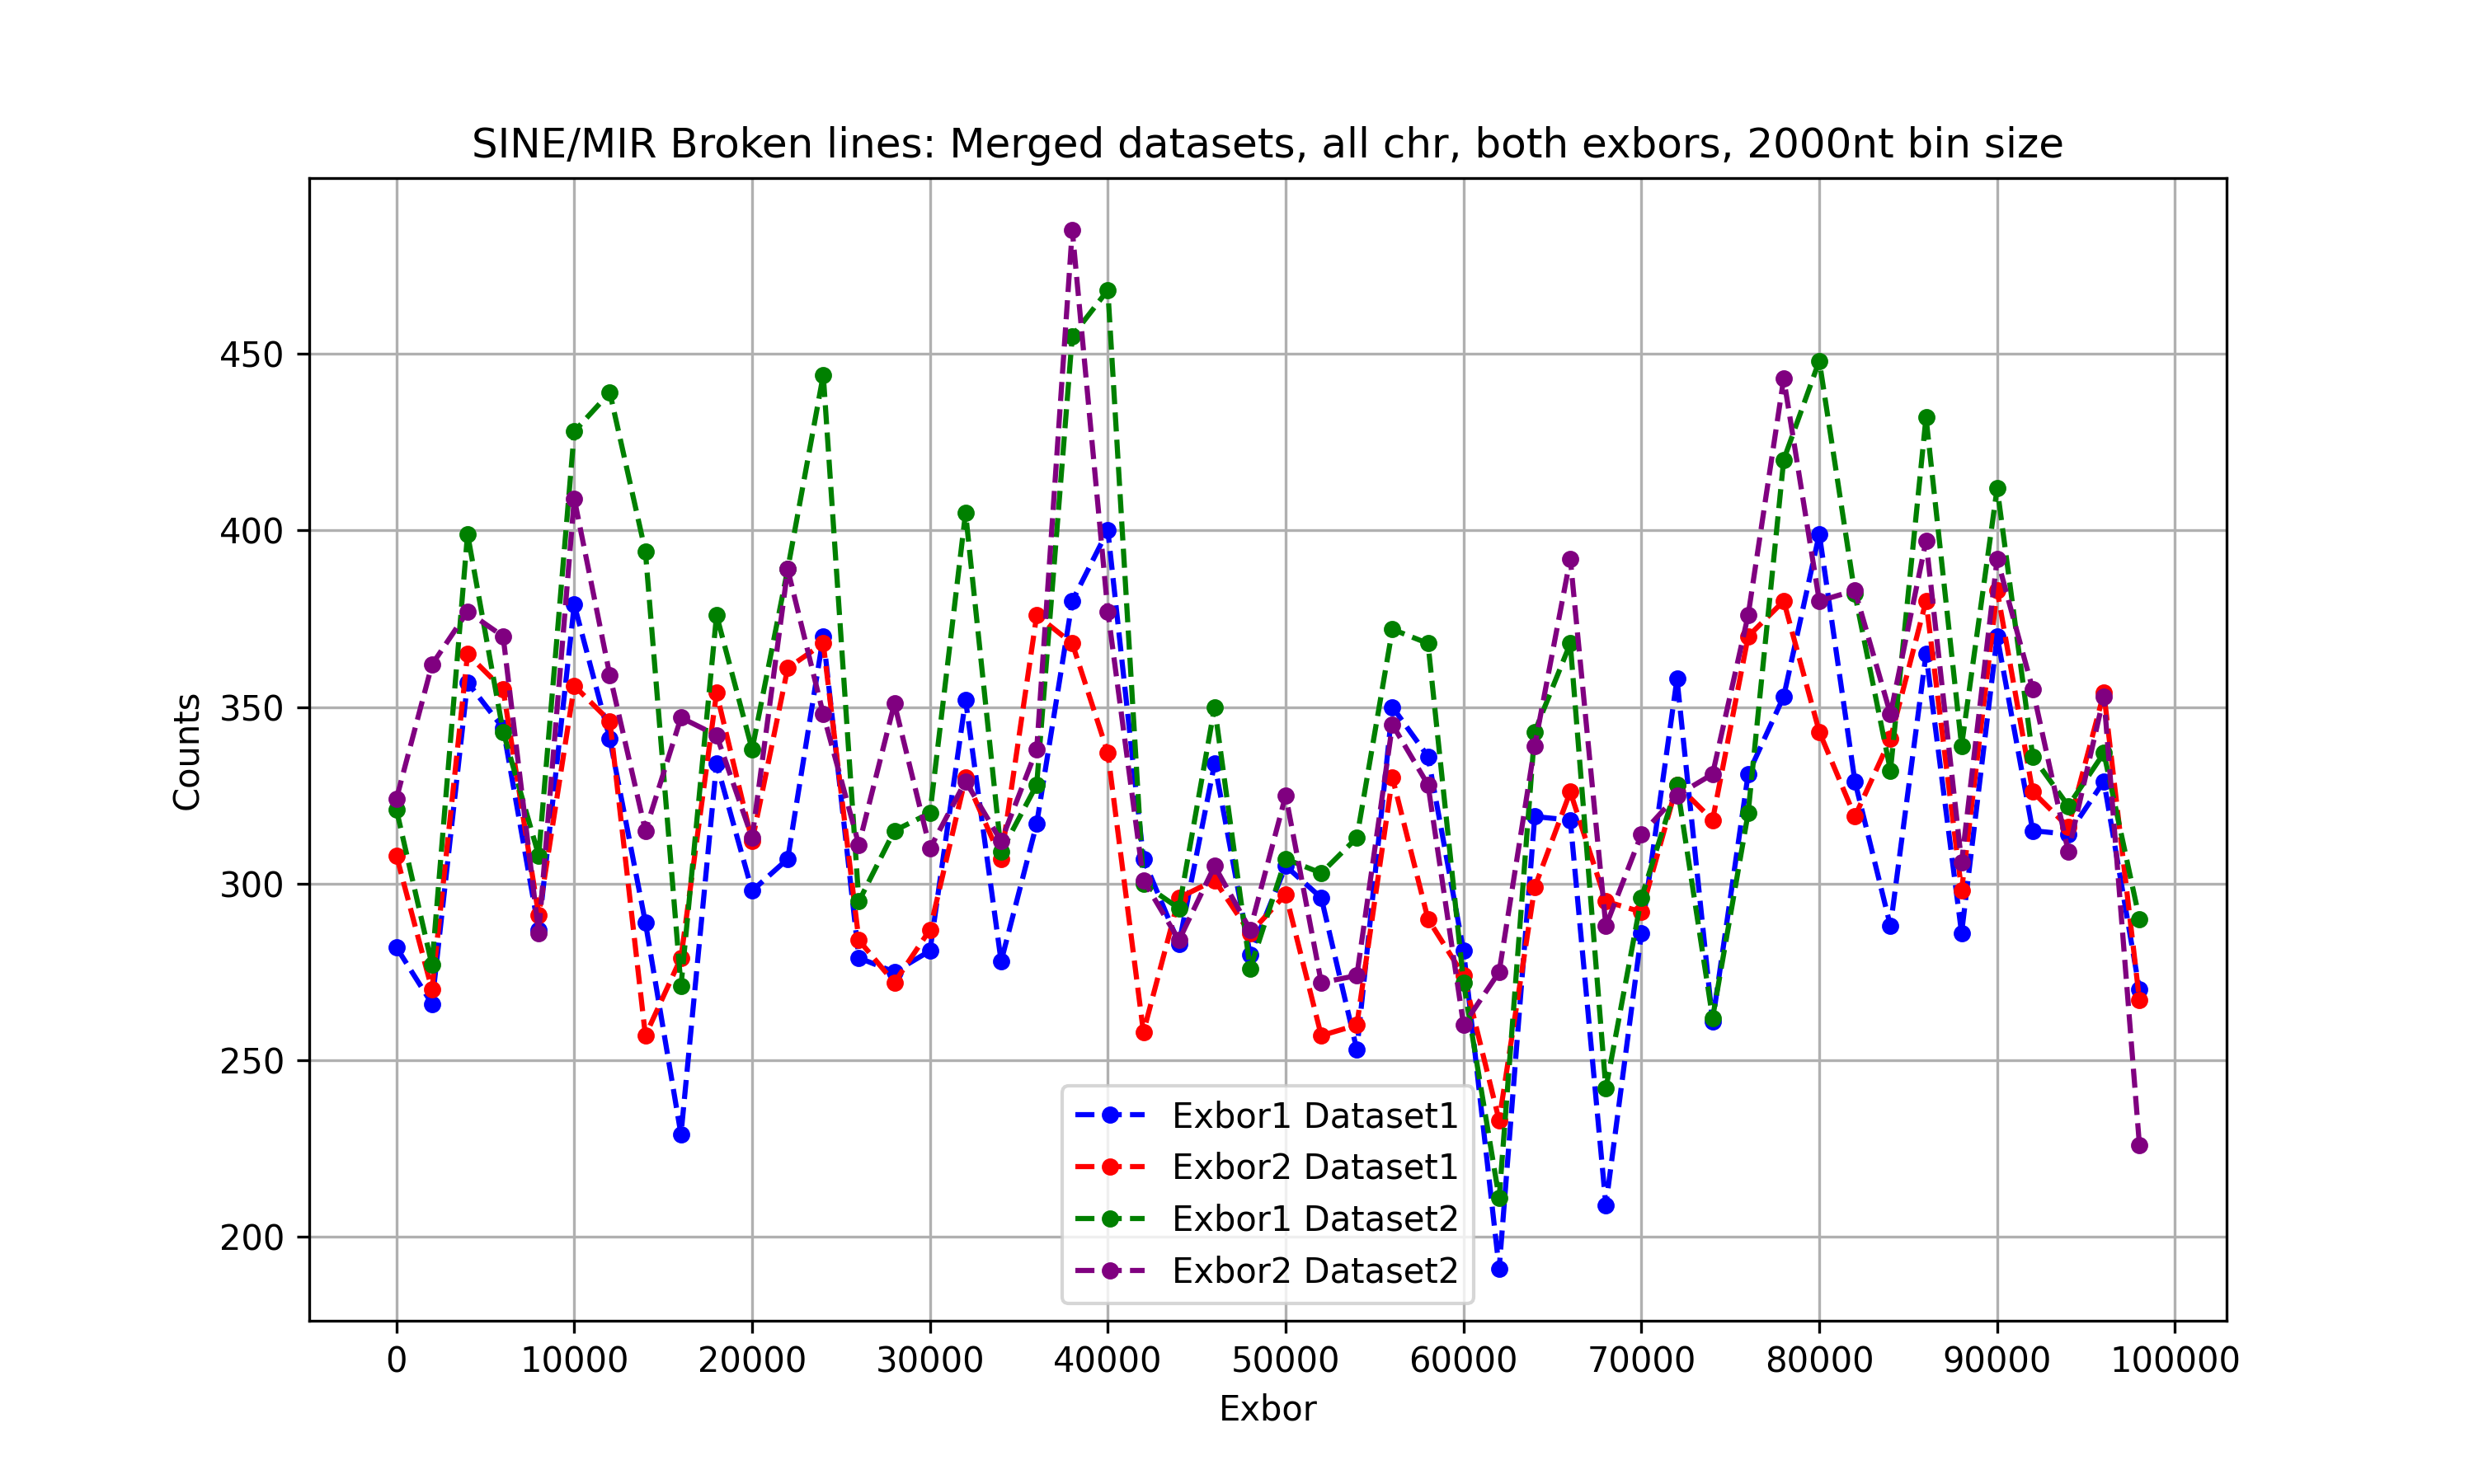 SINE/MIR Broken lines: Merged datasets, all chr, both exbors, 2000nt bin size
Counts
450
400
350
300
250
200
Exbor1 Dataset1
Exbor2 Dataset1
Exbor1 Dataset2
Exbor2 Dataset2
0 10000 20000 30000 40000 50000 60000 70000 80000 90000 100000
Exbor